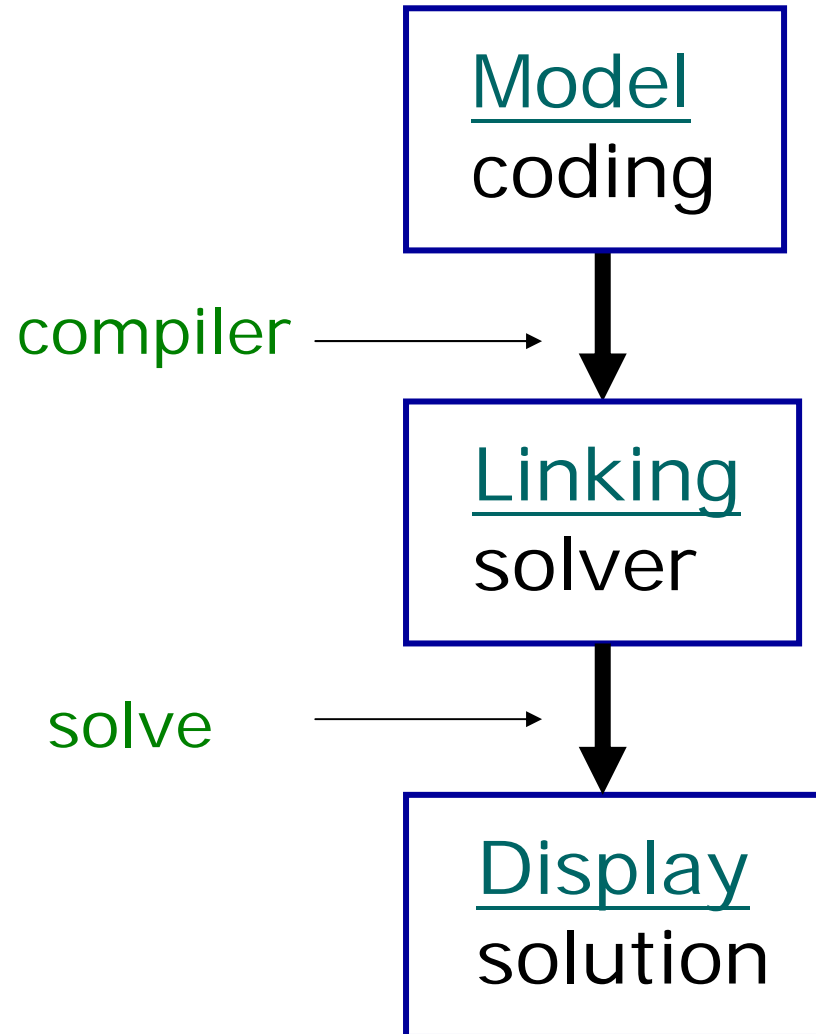 Model
coding
compiler
Linking
solver
solve
Display
solution